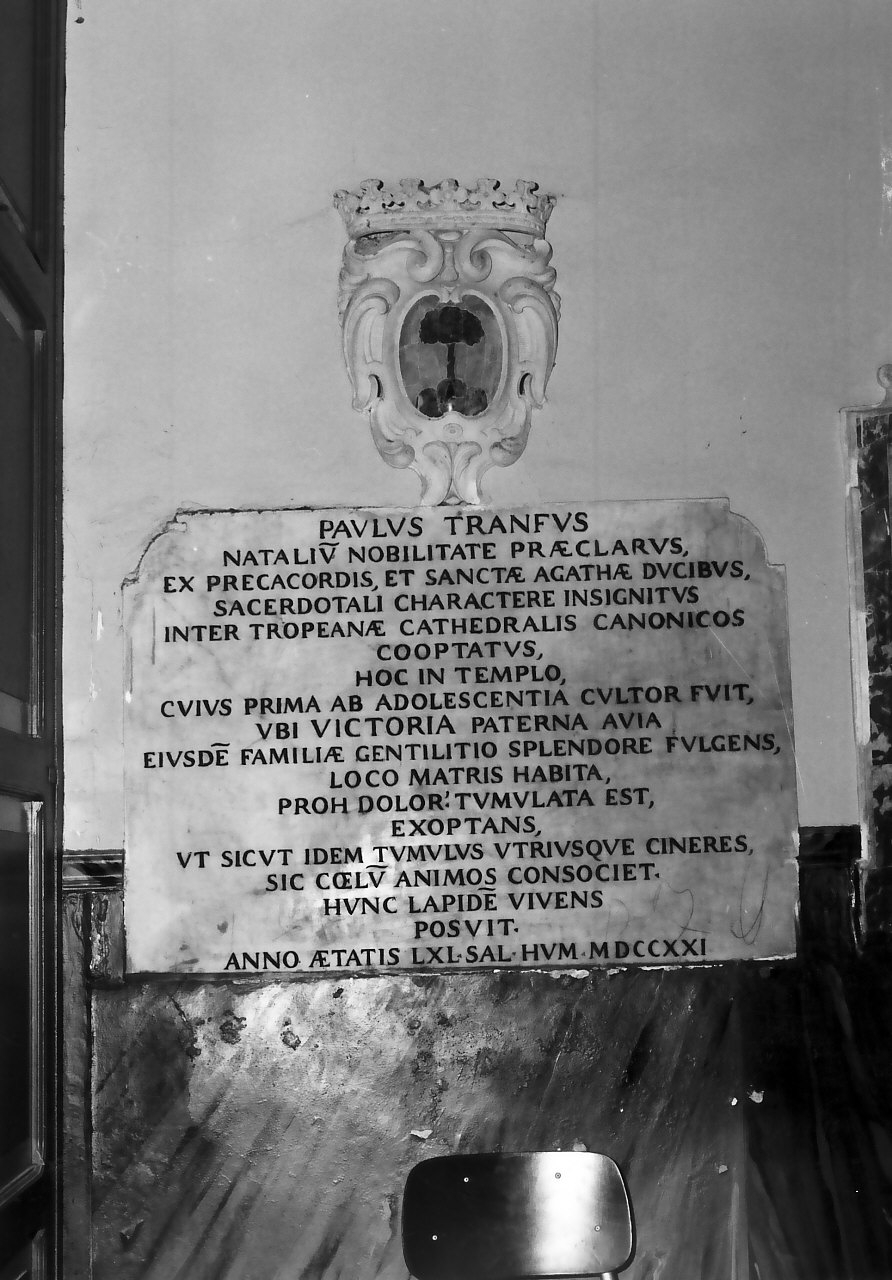 PAVLVS TRANFVS
NATALIV̄ NOBILITATE PRÆCLARVS,
EX PRECACORDIS, ET SANCTÆ AGATHÆ DVCIBVS,
SACERDOTALI CHARACTERE INSIGNITVS
INTER TROPEANÆ CATHEDRALIS CANONICOS
COOPTATVS,
HOC IN TEMPLO,
CVIVS PRIMA AB ADOLESCENTIA CVLTOR FVIT,
VBI VICTORIA PATERNA AVIA
EIVSDĒ FAMILIÆ GENTILITIO SPLENDORE FVLGENS,
LOCO MATRIS HABITA,
PROH DOLOR! TVMVLATA EST,
EXOPTANS,
VT SICVT IDEM TVMVLVS VTRIVSQVE CINERES,
SIC CŒLV̄ ANIMOS CONSOCIET.
HVNC LAPIDĒ VIVENS
POSVIT.
ANNO ÆTATIS LXI. SAL. HVM. MDCCXXI